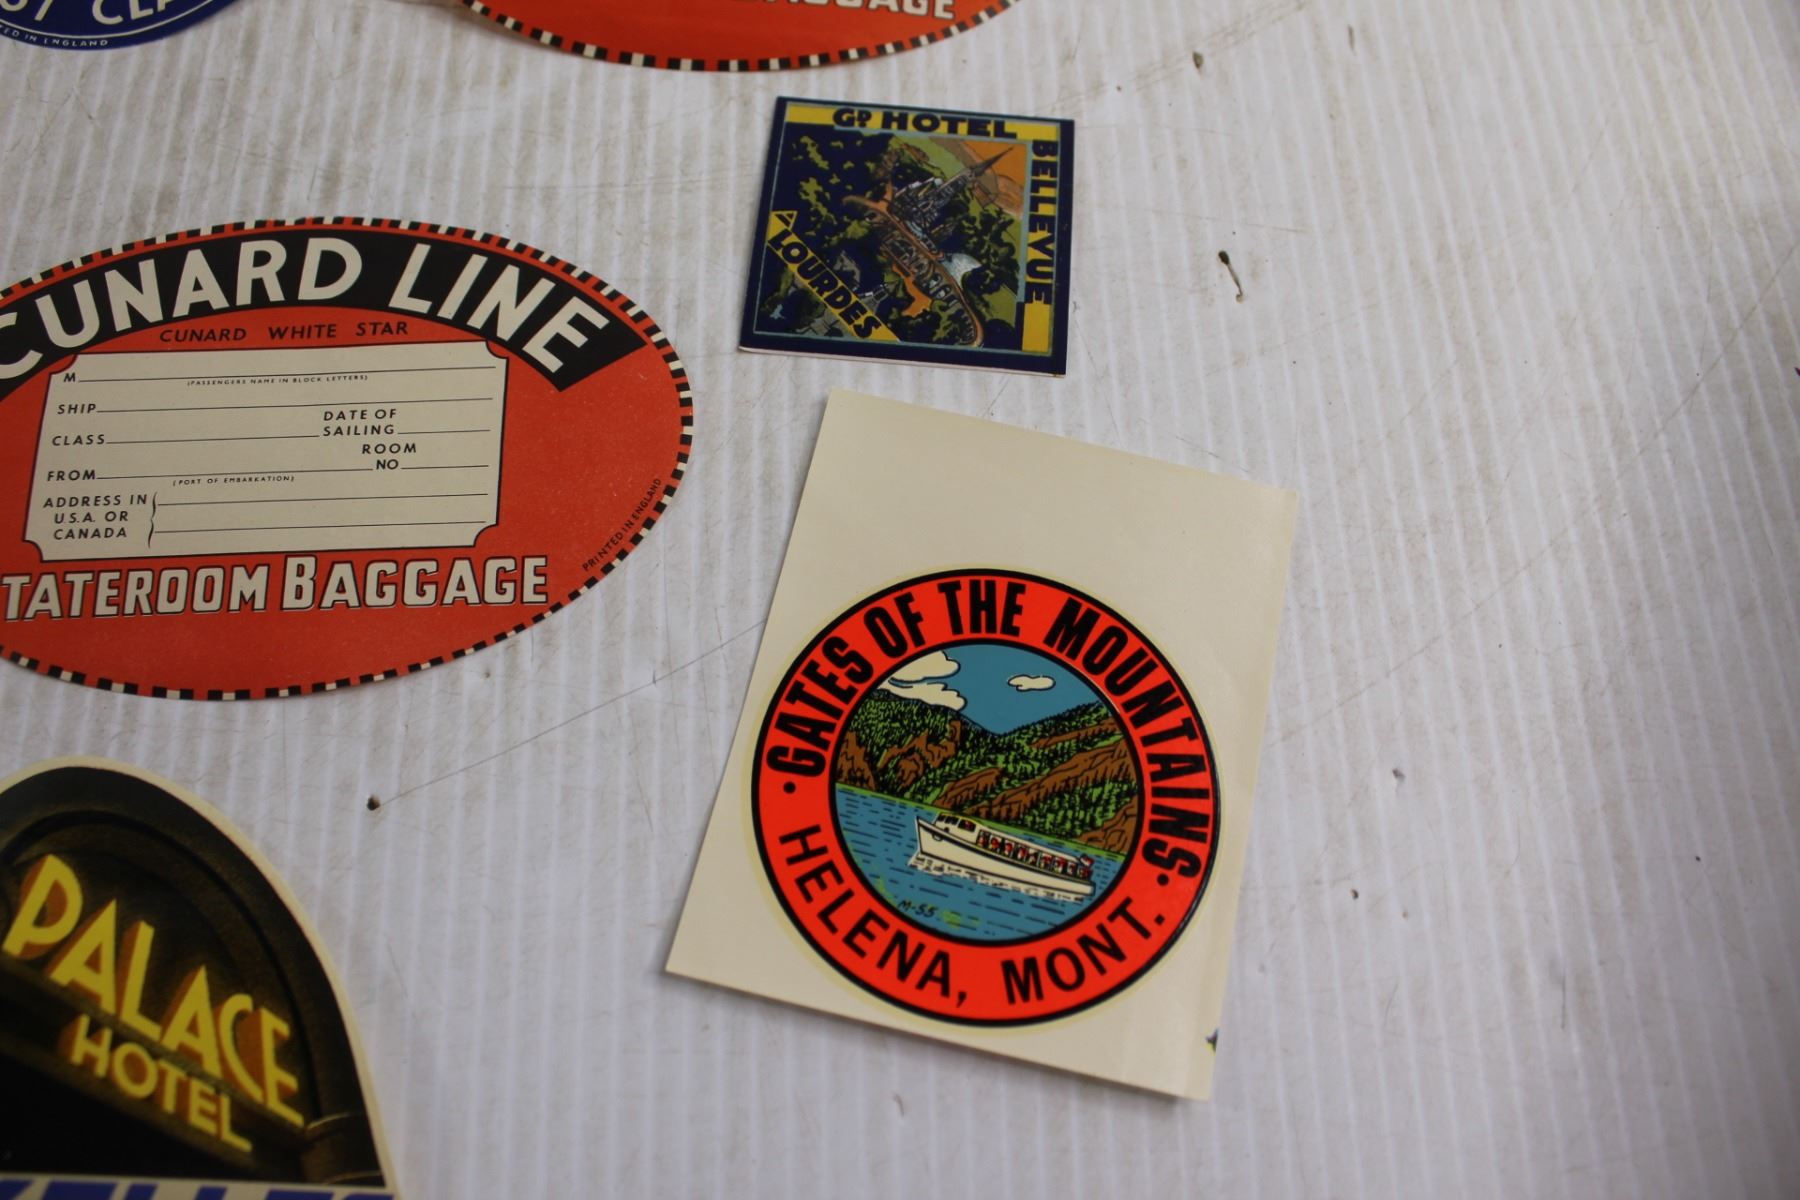 PRINTED IN ENGLAND
BAGGAGE
GD HOTEL
BELLEVUE
LOURDES
CUNARD LINE
CUNARD WHITE STAR
M
(PASSENGERS NAME IN BLOCK LETTERS)
SHIP
CLASS
DATE OF
SAILING
FROM
ROOM
NO
(PORT OF EMBARKATION)
ADDRESS IN
U.S.A. OR
CANADA
PRINTED IN ENGLAND
TATEROOM BAGGAGE
·GATES OF THE MOUNTAINS·
M-55
HELENA, MONT.
PALACE
HOTEL